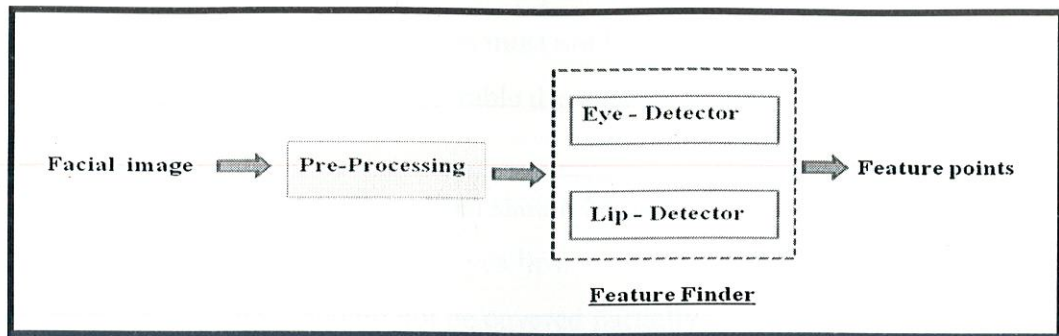 Facial image
Pre-Processing
Eye - Detector
Lip - Detector
Feature points
Feature Finder